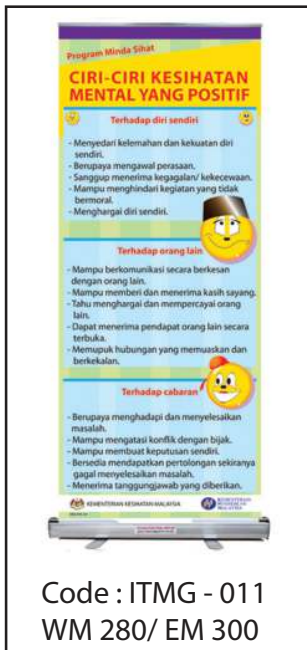 Program Minda Sihat
CIRI-CIRI KESIHATAN
MENTAL YANG POSITIF
Terhadap diri sendiri
- Menyedari kelemahan dan kekuatan diri
sendiri.
- Berupaya mengawal perasaan.
- Sanggup menerima kegagalan/ kekecewaan.
- Mampu menghindari kegiatan yang tidak
bermoral.
- Menghargai diri sendiri.
Terhadap orang lain
- Mampu berkomunikasi secara berkesan
dengan orang lain.
- Mampu memberi dan menerima kasih sayang.
- Tahu menghargai dan mempercayai orang
lain.
- Dapat menerima pendapat orang lain secara
terbuka.
- Memupuk hubungan yang memuaskan dan
berkekalan.
Terhadap cabaran
- Berupaya menghadapi dan menyelesaikan
masalah.
- Mampu mengatasi konflik dengan bijak.
- Mampu membuat keputusan sendiri.
- Bersedia mendapatkan pertolongan sekiranya
gagal menyelesaikan masalah.
- Menerima tanggungjawab yang diberikan.
KEMENTERIAN KESIHATAN MALAYSIA
KEMENTERIAN
MALAYSIA
Code : ITMG - 011
WM 280/ EM 300